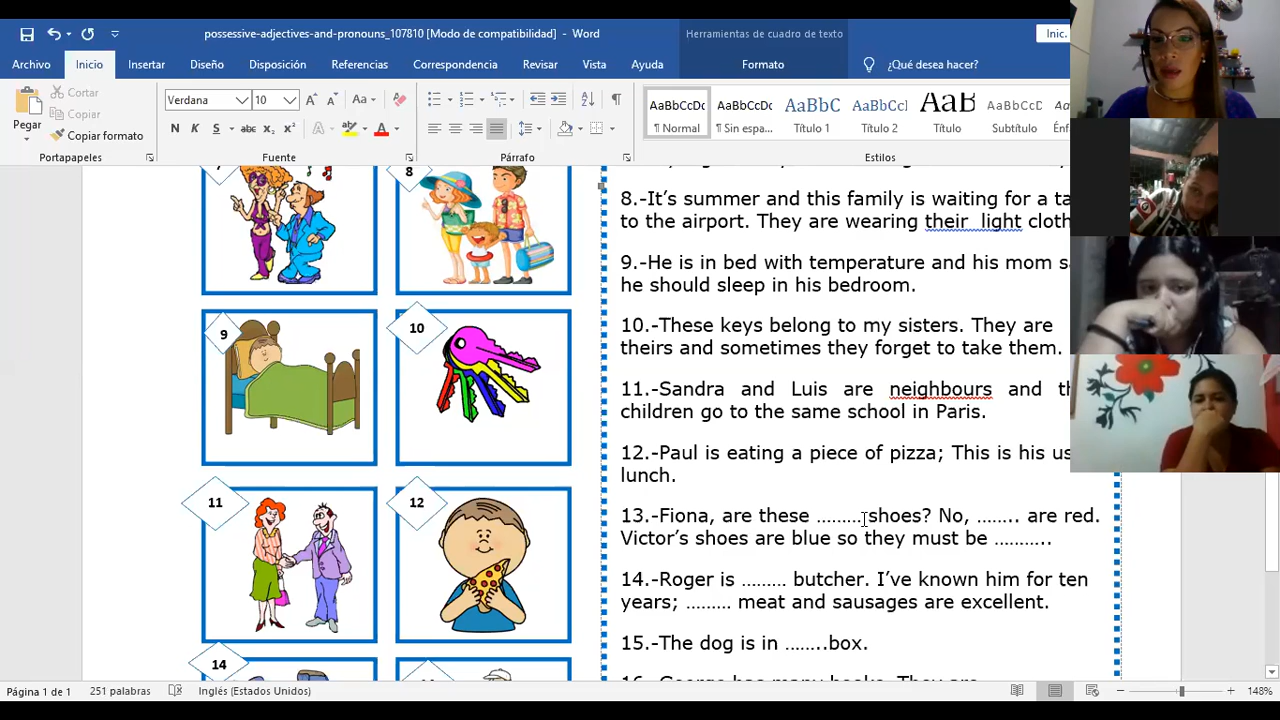 possessive-adjectives-and-pronouns_107810 [Modo de compatibilidad] - Word
Herramientas de cuadro de texto
Inic.
Archivo Inicio Insertar Diseño Disposición Referencias Correspondencia Revisar Vista Ayuda Formato ¿Qué desea hacer?
Pegar
Cortar
Copiar
Copiar formato
Portapapeles
Verdana 10
N K S abc x₂ x²
Fuente
Párrafo
AaBbCcDc AaBbCcDc AaBbC AaBbCc AaB AaBbCcD
¶ Normal ¶ Sin espa... Título 1 Título 2 Título Subtítulo
Estilos
8
9
10
11
12
14
8.-It's summer and this family is waiting for a
to the airport. They are wearing their light
9.-He is in bed with temperature and his mom
he should sleep in his bedroom.
10.-These keys belong to my sisters. They are
theirs and sometimes they forget to take them.
11.-Sandra and Luis are neighbours and
children go to the same school in Paris.
12.-Paul is eating a piece of pizza; This is his
lunch.
13.-Fiona, are these ......... shoes? No, ........ are red.
Victor's shoes are blue so they must be ..........
14.-Roger is ........ butcher. I've known him for ten
years; ........ meat and sausages are excellent.
15.-The dog is in ........box.
Página 1 de 1 251 palabras Inglés (Estados Unidos) 148%